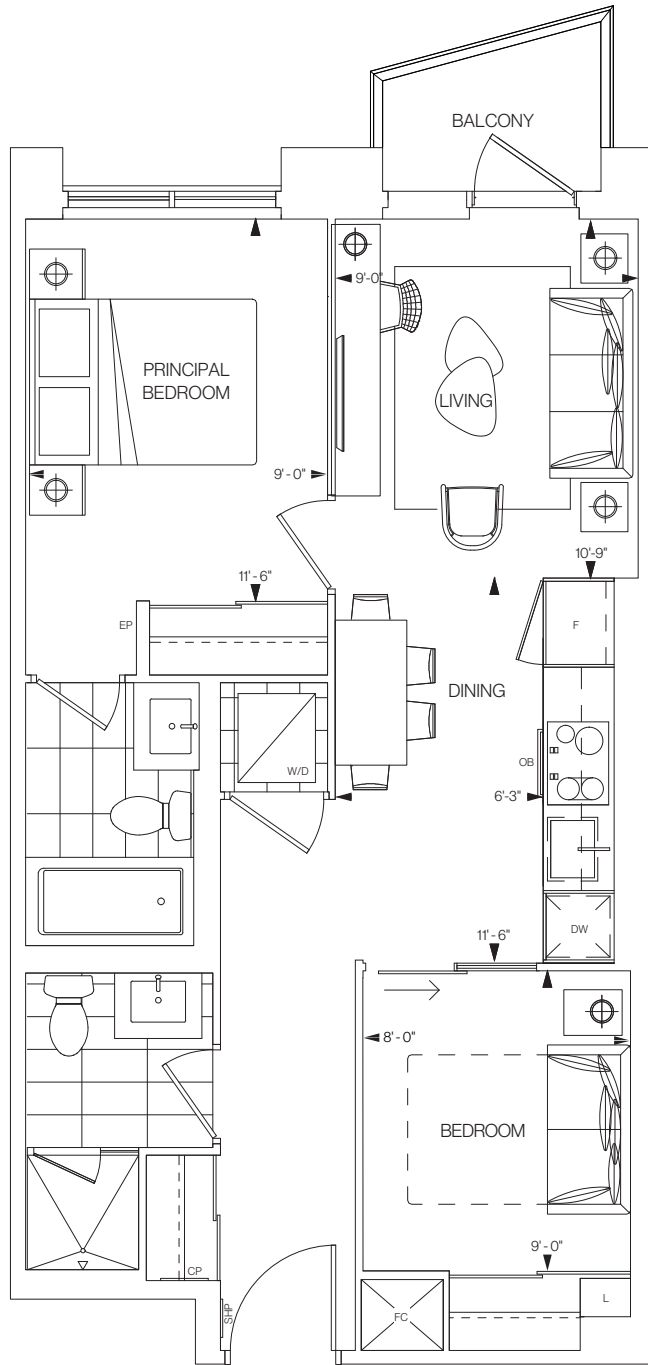 BALCONY
9'-0"
PRINCIPAL
BEDROOM
LIVING
9'-0"
10'-9"
11'-6"
EP
F
DINING
W/D
OB
6'-3"
DW
11'-6"
8'-0"
BEDROOM
9'-0"
CP
L
SHP
FC